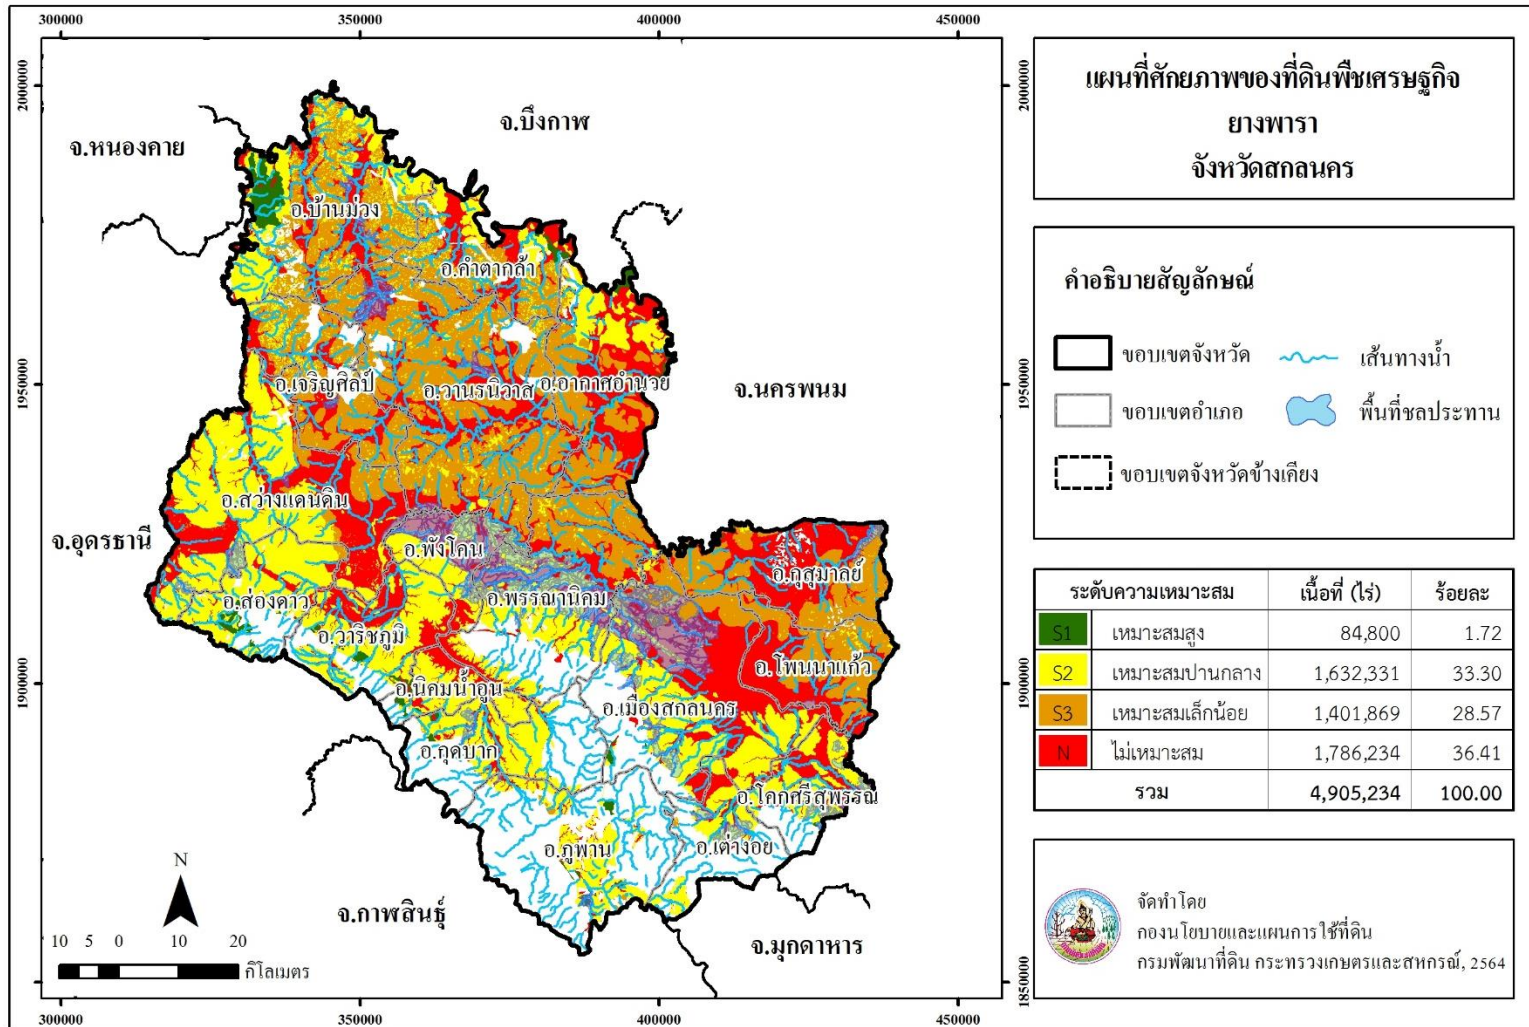 300000 350000 400000 450000
2000000 2000000
1950000 1950000
1900000 1900000
1850000
300000 350000 400000 450000
จ.บึงกาฬ
จ.หนองคาย
อ.บ้านม่วง
อ.คำตากล้า
อ.เจริญศิลป์
อ.วานรนิวาส
อ.อากาศอำนวย
จ.นครพนม
อ.สว่างแดนดิน
จ.อุดรธานี
อ.พังโคน
อ.กุสุมาลย์
อ.ส่องดาว
อ.พรรณานิคม
อ.วาริชภูมิ
อ.โพนนาแก้ว
อ.นิคมน้ำอูน
อ.เมืองสกลนคร
อ.กุดบาก
อ.โคกศรีสุพรรณ
อ.ภูพาน
อ.เต่างอย
จ.กาฬสินธุ์
จ.มุกดาหาร
N
10 5 0 10 20
กิโลเมตร
แผนที่ศักยภาพของที่ดินพืชเศรษฐกิจ
ยางพารา
จังหวัดสกลนคร
คำอธิบายสัญลักษณ์
ขอบเขตจังหวัด เส้นทางน้ำ
ขอบเขตอำเภอ พื้นที่ชลประทาน
ขอบเขตจังหวัดข้างเคียง
ระดับความเหมาะสม เนื้อที่ (ไร่) ร้อยละ
S1 เหมาะสมสูง 84,800 1.72
S2 เหมาะสมปานกลาง 1,632,331 33.30
S3 เหมาะสมเล็กน้อย 1,401,869 28.57
N ไม่เหมาะสม 1,786,234 36.41
รวม 4,905,234 100.00
จัดทำโดย
กองนโยบายและแผนการใช้ที่ดิน
กรมพัฒนาที่ดิน กระทรวงเกษตรและสหกรณ์, 2564